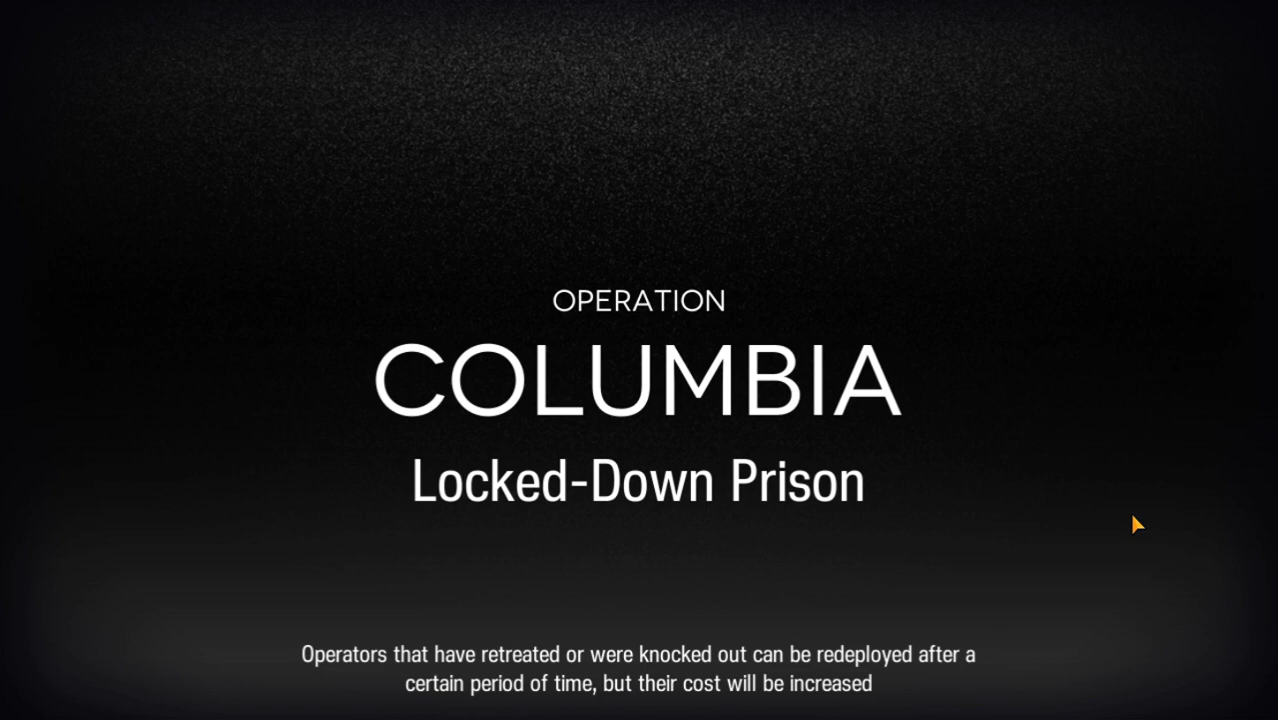 OPERATION
COLUMBIA
Locked-Down Prison
Operators that have retreated or were knocked out can be redeployed after a
certain period of time, but their cost will be increased